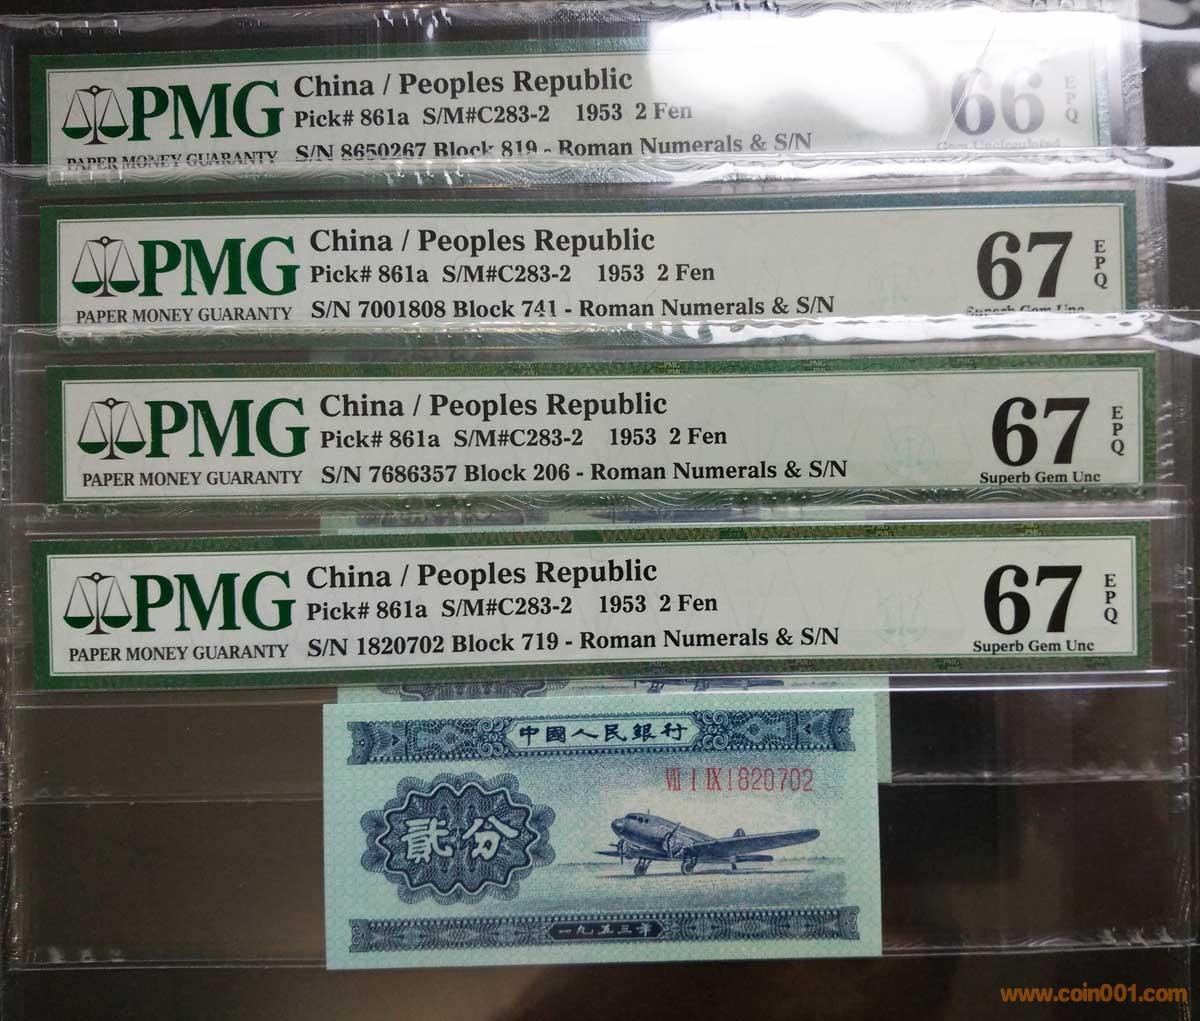 PMG
PAPER MONEY GUARANTY
China / Peoples Republic
Pick# 861a S/M#C283-2 1953 2 Fen
S/N 8650267 Block 819 - Roman Numerals & S/N
66
EPQ
Gem Uncirculated
PMG
PAPER MONEY GUARANTY
China / Peoples Republic
Pick# 861a S/M#C283-2 1953 2 Fen
S/N 7001808 Block 741 - Roman Numerals & S/N
67
EPQ
Superb Gem Unc
PMG
PAPER MONEY GUARANTY
China / Peoples Republic
Pick# 861a S/M#C283-2 1953 2 Fen
S/N 7686357 Block 206 - Roman Numerals & S/N
67
EPQ
Superb Gem Unc
PMG
PAPER MONEY GUARANTY
China / Peoples Republic
Pick# 861a S/M#C283-2 1953 2 Fen
S/N 1820702 Block 719 - Roman Numerals & S/N
67
EPQ
Superb Gem Unc
中國人民銀行
VII I IX 1820702
貳分
一九五三年
www.coin001.com